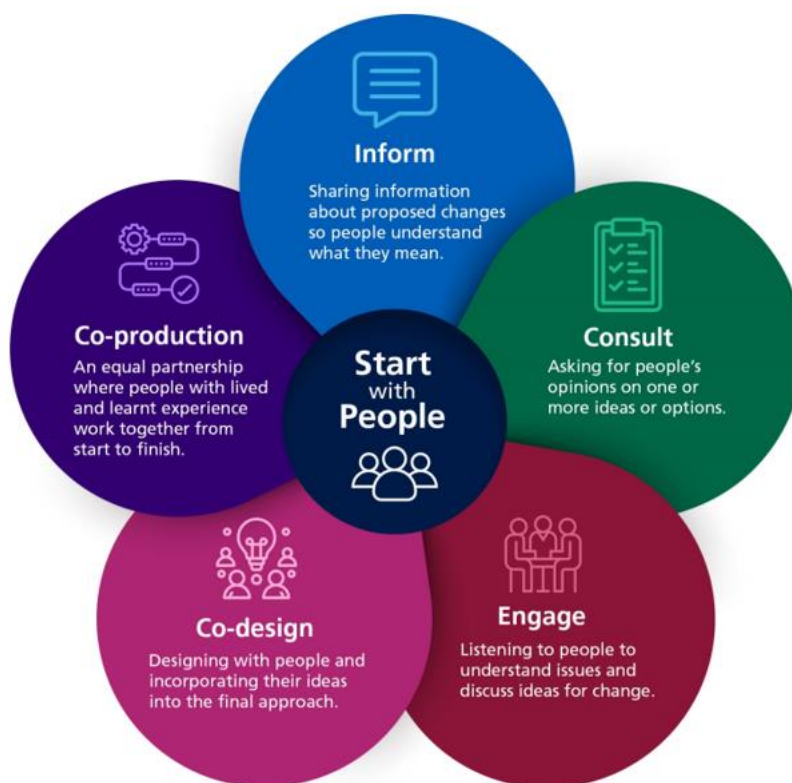 Inform
Sharing information
about proposed changes
so people understand
what they mean.
Consult
Asking for people’s
opinions on one or
more ideas or options.
Engage
Listening to people to
understand issues and
discuss ideas for change.
Co-design
Designing with people and
incorporating their ideas
into the final approach.
Co-production
An equal partnership
where people with lived
and learnt experience
work together from
start to finish.
Start
with
People